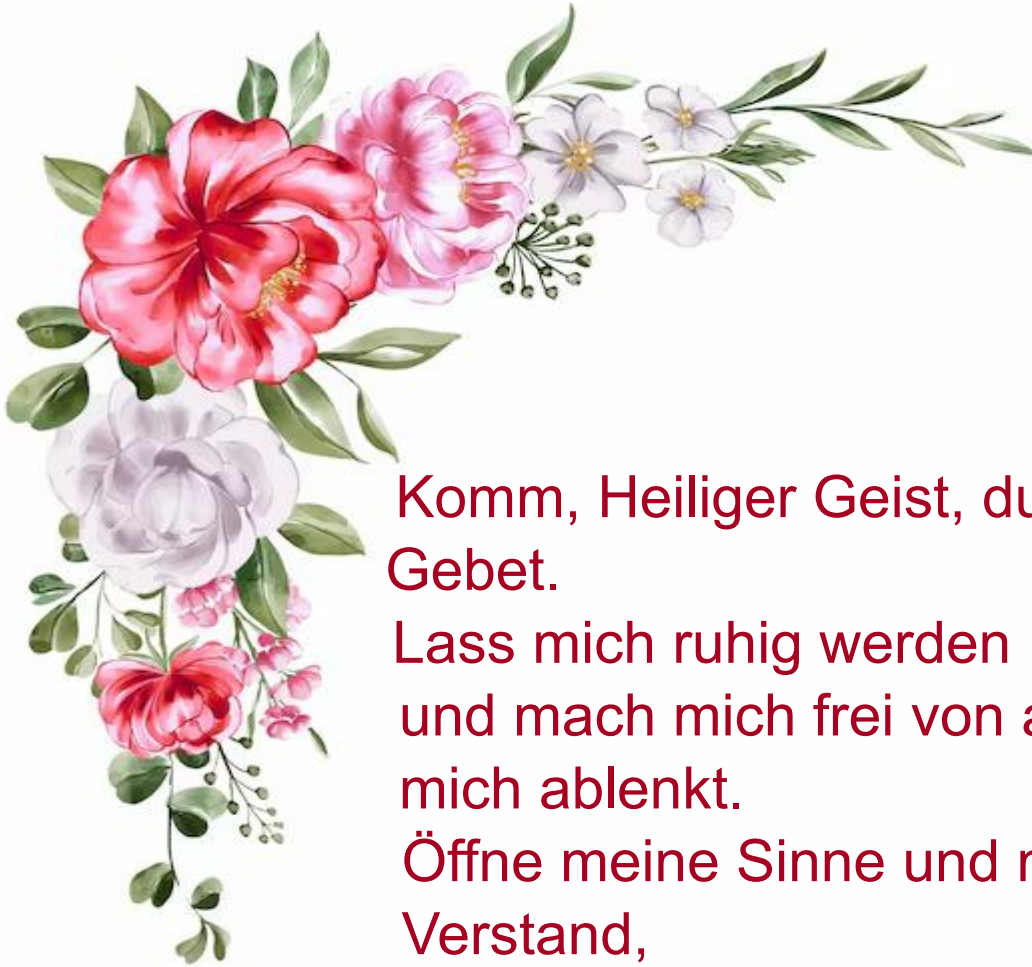 Komm, Heiliger Geist, du
Gebet.
Lass mich ruhig werden
und mach mich frei von
mich ablenkt.
Öffne meine Sinne und
Verstand,